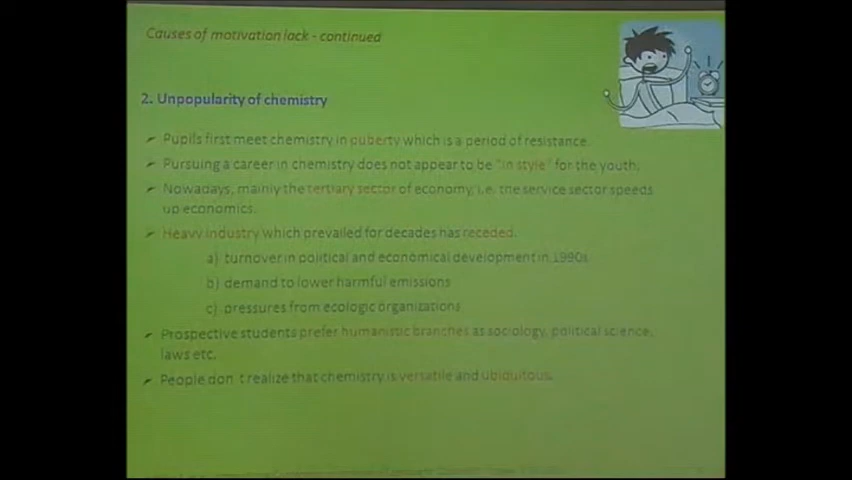 Causes of motivation lack - continued
2. Unpopularity of chemistry
Pupils first meet chemistry in puberty which is a period of resistance.
Pursuing a career in chemistry does not appear to be "in style" for the youth.
Nowadays, mainly the tertiary sector of economy, i.e. the service sector speeds
up economics.
Heavy industry which prevailed for decades has receded.
a) turnover in political and economical development in 1990s
b) demand to lower harmful emissions
c) pressures from ecologic organizations
Prospective students prefer humanistic branches as sociology, political science,
laws etc.
People don´t realize that chemistry is versatile and ubiquitous.